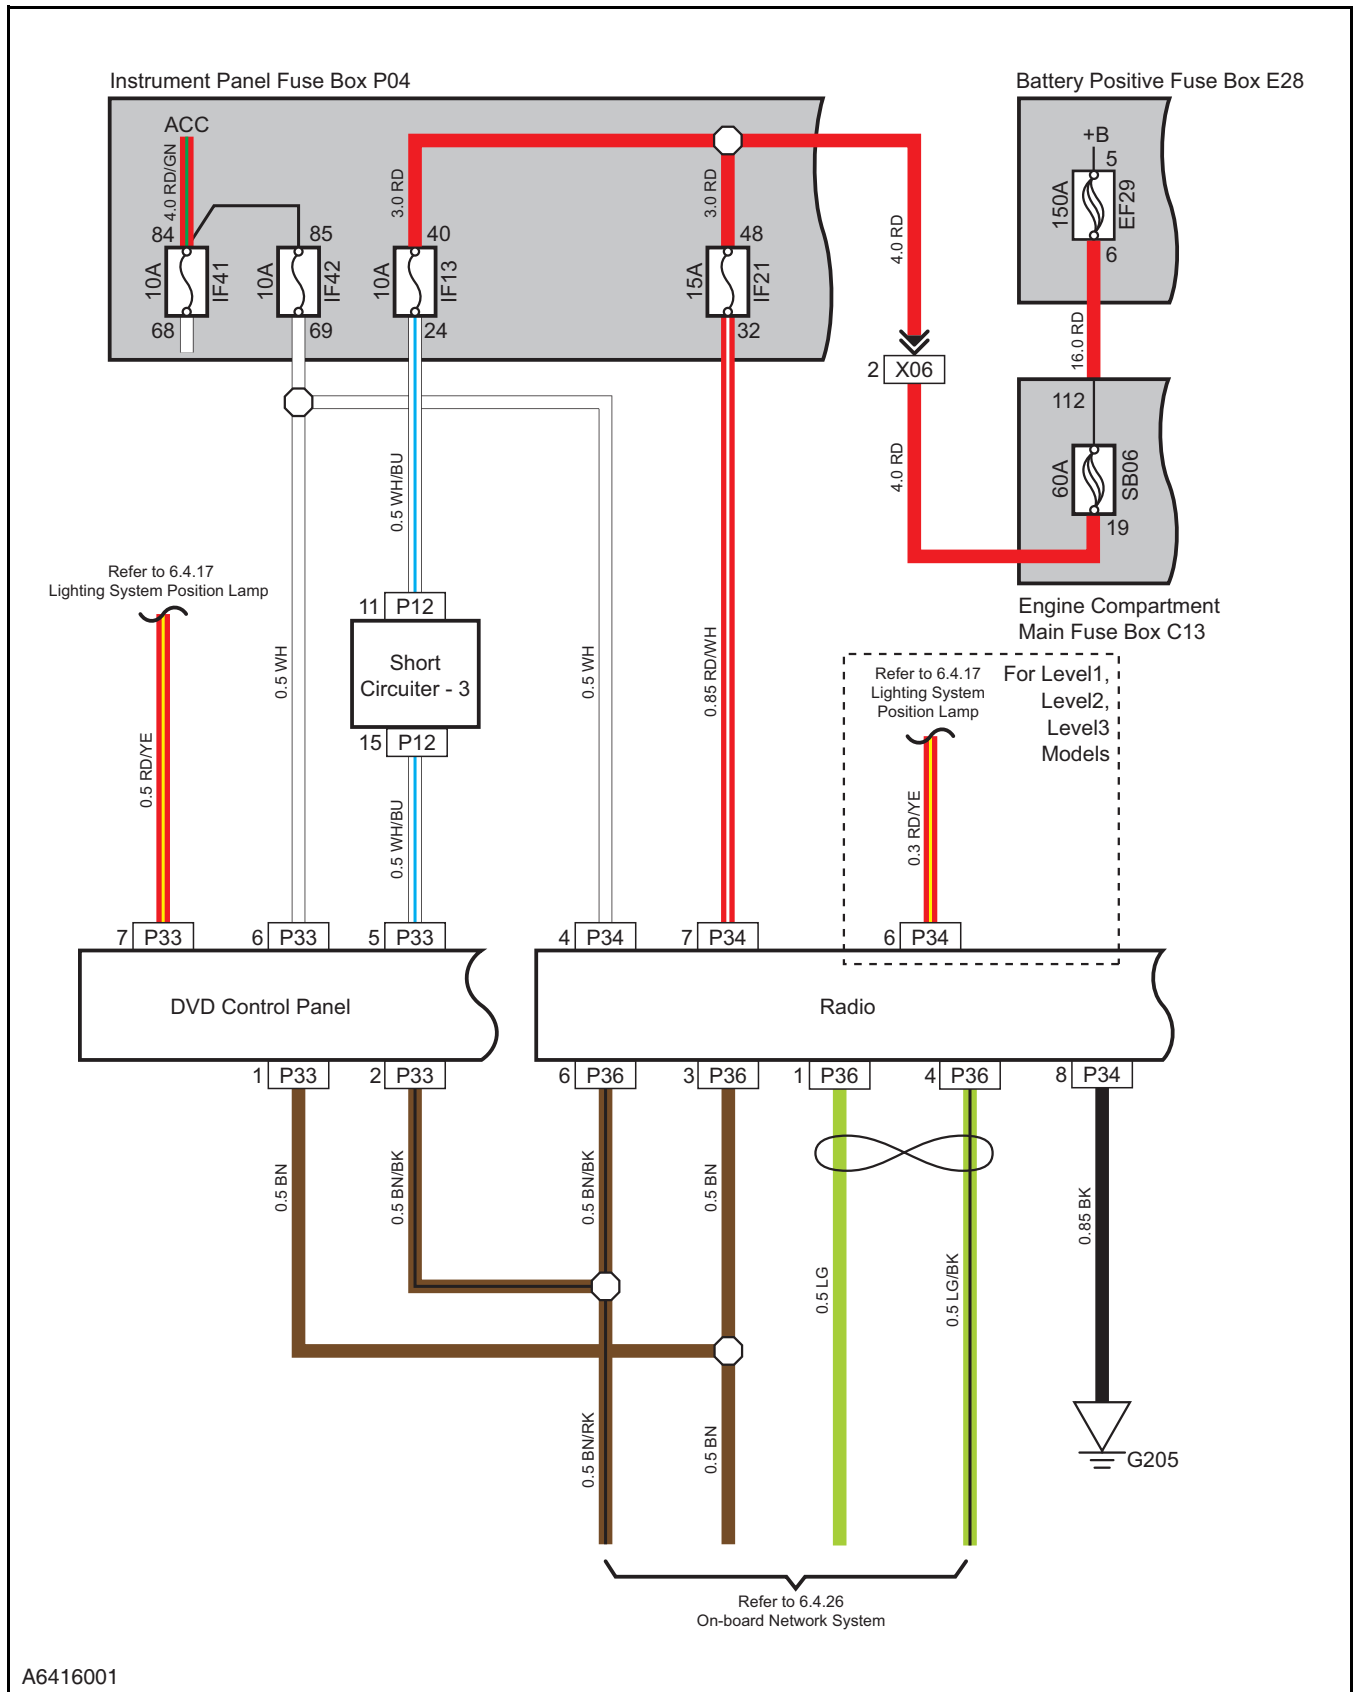 Instrument Panel Fuse Box P04
Battery Positive Fuse Box E28
ACC
4.0 RD/GN
84
10A
IF41
68
85
10A
IF42
69
3.0 RD
40
10A
IF13
24
3.0 RD
48
15A
IF21
32
4.0 RD
2 X06
4.0 RD
+B
5
150A
EF29
6
16.0 RD
112
60A
SB06
19
Engine Compartment
Main Fuse Box C13
Refer to 6.4.17
Lighting System Position Lamp
0.5 RD/YE
0.5 WH
0.5 WH/BU
11 P12
Short
Circuiter - 3
15 P12
0.5 WH/BU
0.5 WH
0.85 RD/WH
Refer to 6.4.17
Lighting System
Position Lamp
For Level1,
Level2,
Level3
Models
0.3 RD/YE
7 P33
6 P33
5 P33
4 P34
7 P34
6 P34
DVD Control Panel
Radio
1 P33
2 P33
6 P36
3 P36
1 P36
4 P36
8 P34
0.5 BN
0.5 BN/BK
0.5 BN/BK
0.5 BN
0.5 LG
0.5 LG/BK
0.85 BK
0.5 BN/RK
0.5 BN
G205
Refer to 6.4.26
On-board Network System
A6416001